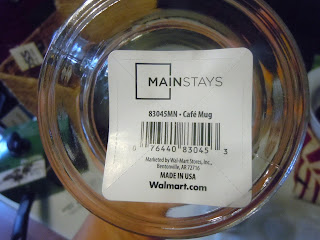 MAINSTAYS
83045MN • Café Mug
0 76440 83045 3
Marketed by Wal-Mart Stores, Inc.,
Bentonville, AR 72716
MADE IN USA
Walmart.com